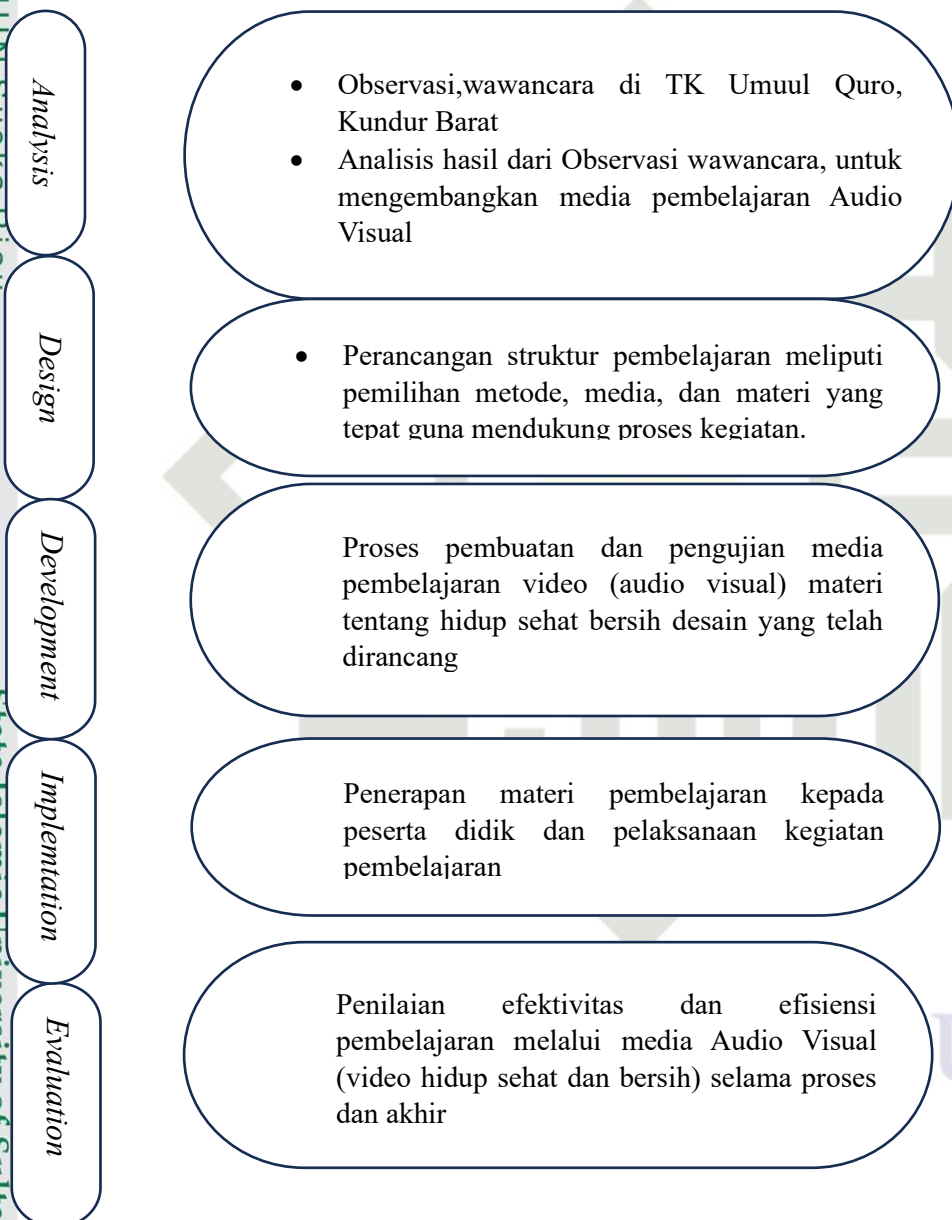 Analysis
• Observasi,wawancara di TK Umuul Quro,
Kundur Barat
• Analisis hasil dari Observasi wawancara, untuk
mengembangkan media pembelajaran Audio
Visual
Design
• Perancangan struktur pembelajaran meliputi
pemilihan metode, media, dan materi yang
tepat guna mendukung proses kegiatan.
Development
Proses pembuatan dan pengujian media
pembelajaran video (audio visual) materi
tentang hidup sehat bersih desain yang telah
dirancang
Implemtation
Penerapan materi pembelajaran kepada
peserta didik dan pelaksanaan kegiatan
pembelajaran
Evaluation
Penilaian efektivitas dan efisiensi
pembelajaran melalui media Audio Visual
(video hidup sehat dan bersih) selama proses
dan akhir